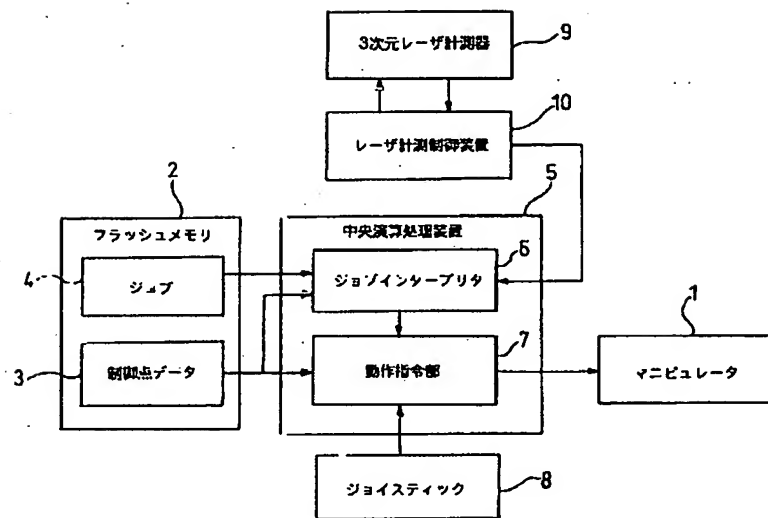 3次元レーザ計測器
9
10
レーザ計測制御装置
2
5
フラッシュメモリ
中央演算処理装置
6
4
ジョブ
ジョブインタープリタ
1
7
3
制御点データ
動作指令部
マニピュレータ
ジョイスティック
8